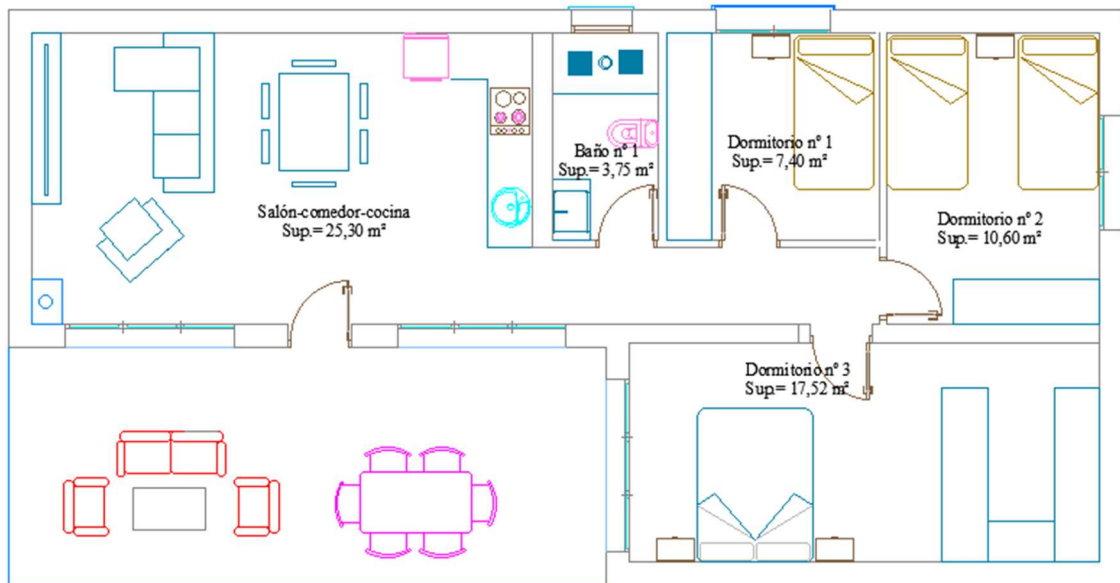 Baño nº 1
Sup.= 3,75 m²
Dormitorio nº 1
Sup.= 7,40 m²
Salón-comedor-cocina
Sup.= 25,30 m²
Dormitorio nº 2
Sup.= 10,60 m²
Dormitorio nº 3
Sup.= 17,52 m²